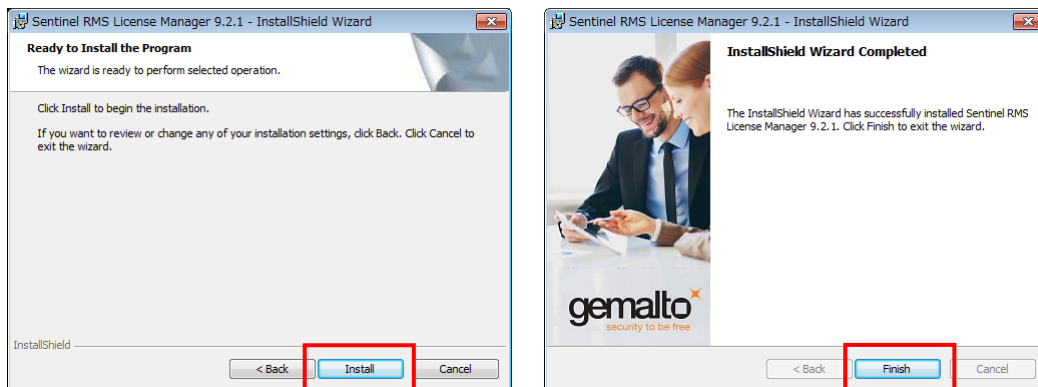 Sentinel RMS License Manager 9.2.1 - InstallShield Wizard
Ready to Install the Program
The wizard is ready to perform selected operation.
Click Install to begin the installation.
If you want to review or change any of your installation settings, click Back. Click Cancel to
exit the wizard.
InstallShield
< Back
Install
Cancel
Sentinel RMS License Manager 9.2.1 - InstallShield Wizard
InstallShield Wizard Completed
The InstallShield Wizard has successfully installed Sentinel RMS
License Manager 9.2.1. Click Finish to exit the wizard.
gemalto
security to be free
< Back
Finish
Cancel